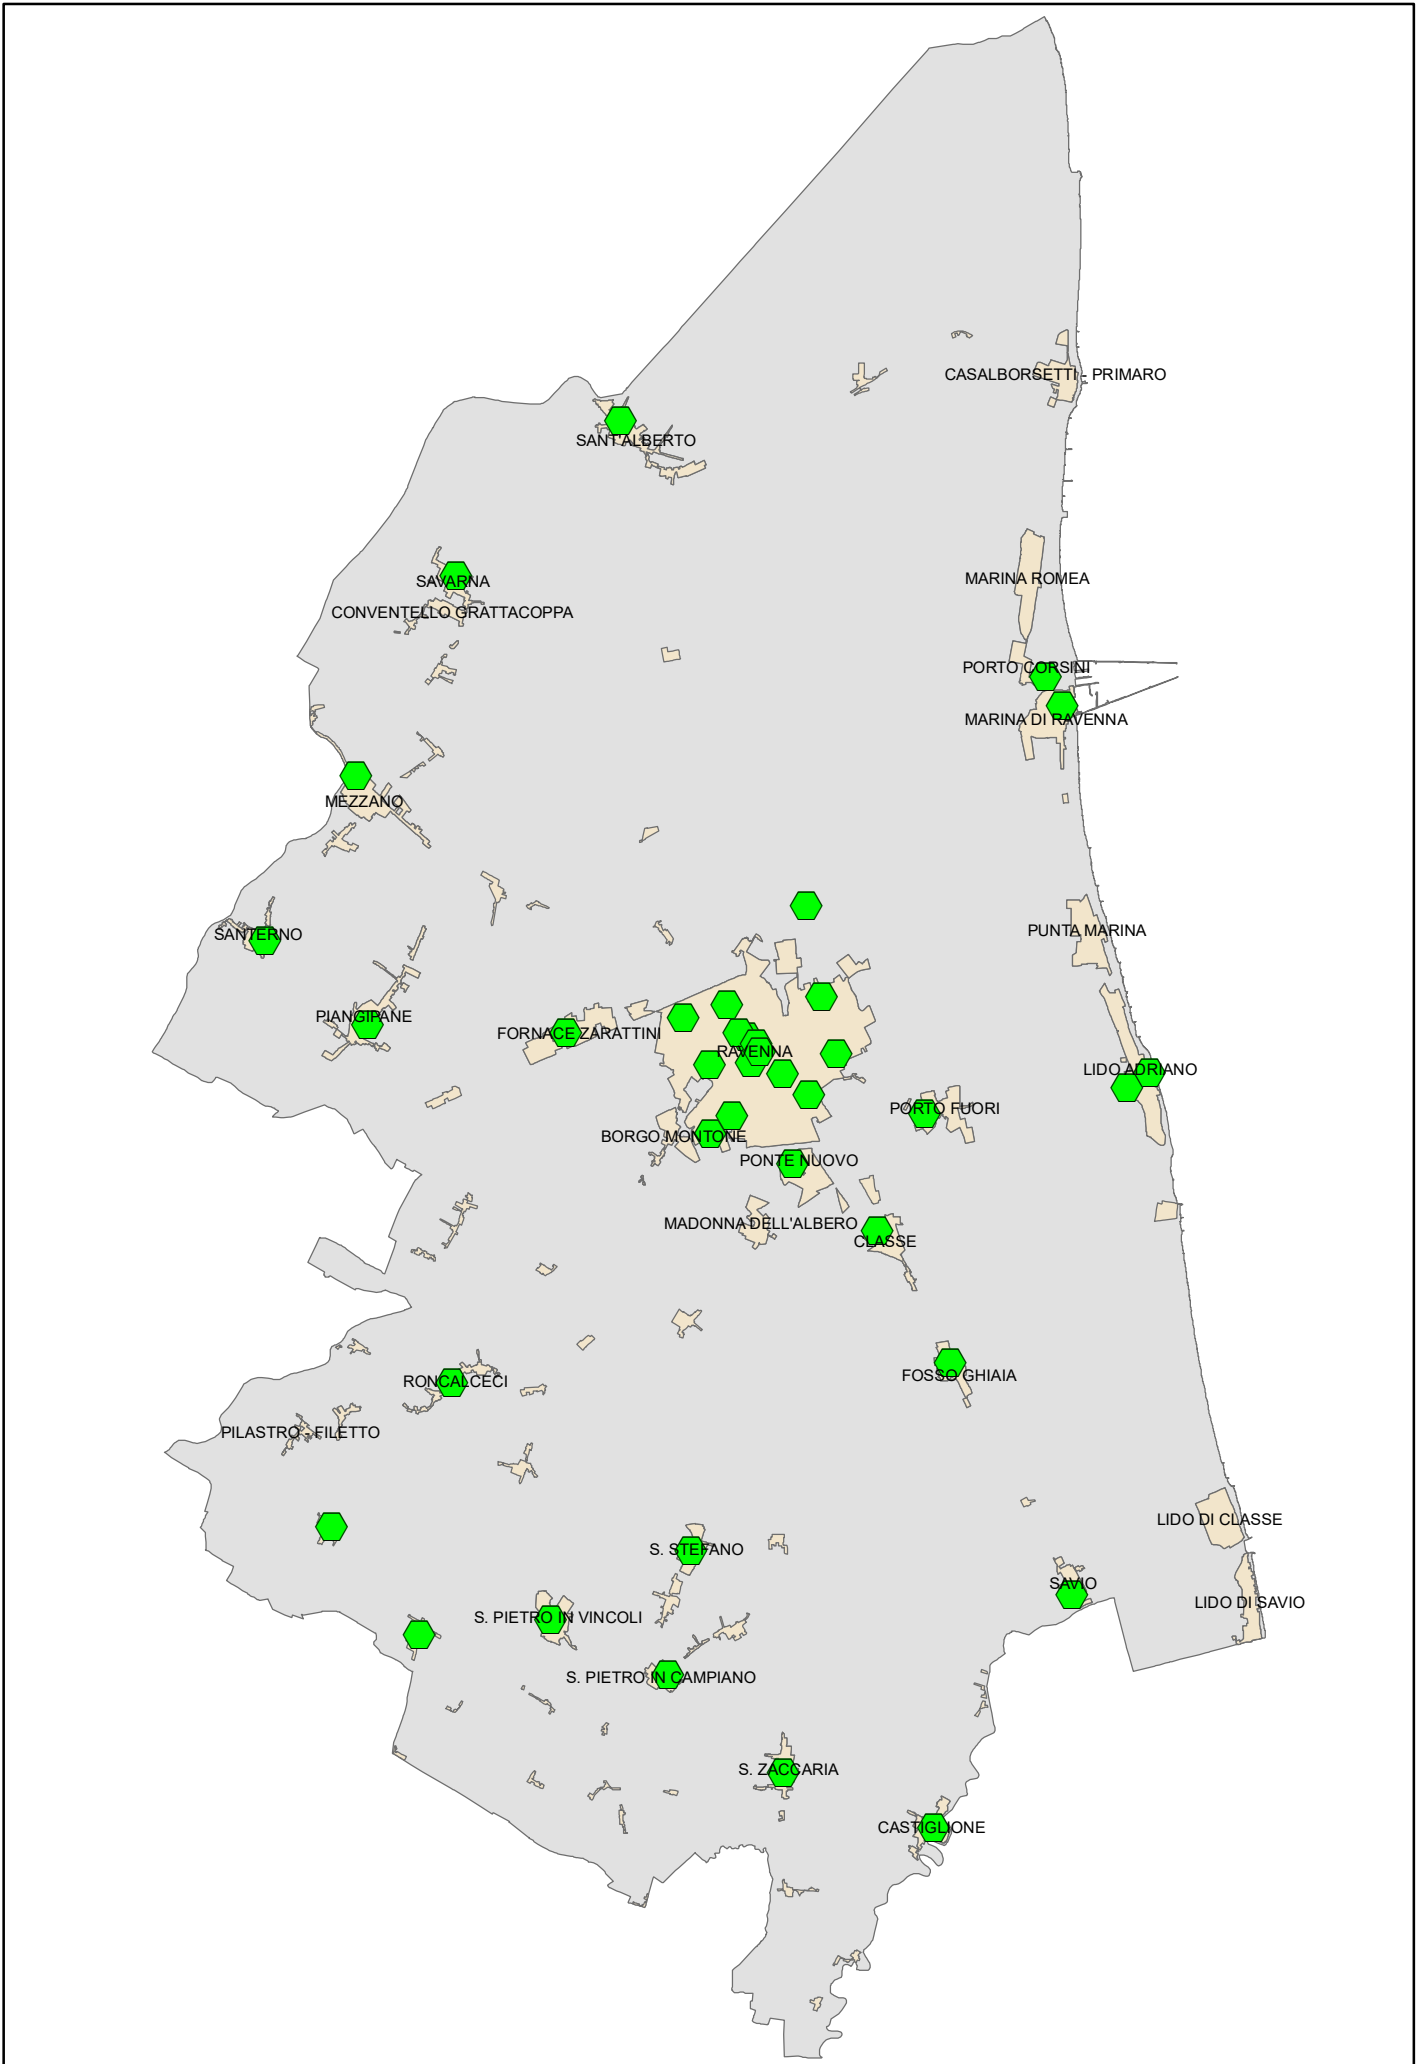 CASALBORSETTI - PRIMARO
SANT'ALBERTO
MARINA ROMEA
SAVARNA
CONVENTELLO GRATTACOPPA
PORTO CORSINI
MARINA DI RAVENNA
MEZZANO
PUNTA MARINA
SANTERNO
PIANGIPANE
FORNACE ZARATTINI
RAVENNA
LIDO ADRIANO
PORTO FUORI
BORGO MONTONE
PONTE NUOVO
MADONNA DELL'ALBERO
CLASSE
FOSSO GHIAIA
RONCALCECI
PILASTRO - FILETTO
LIDO DI CLASSE
S. STEFANO
SAVIO
LIDO DI SAVIO
S. PIETRO IN VINCOLI
S. PIETRO IN CAMPIANO
S. ZACCARIA
CASTIGLIONE